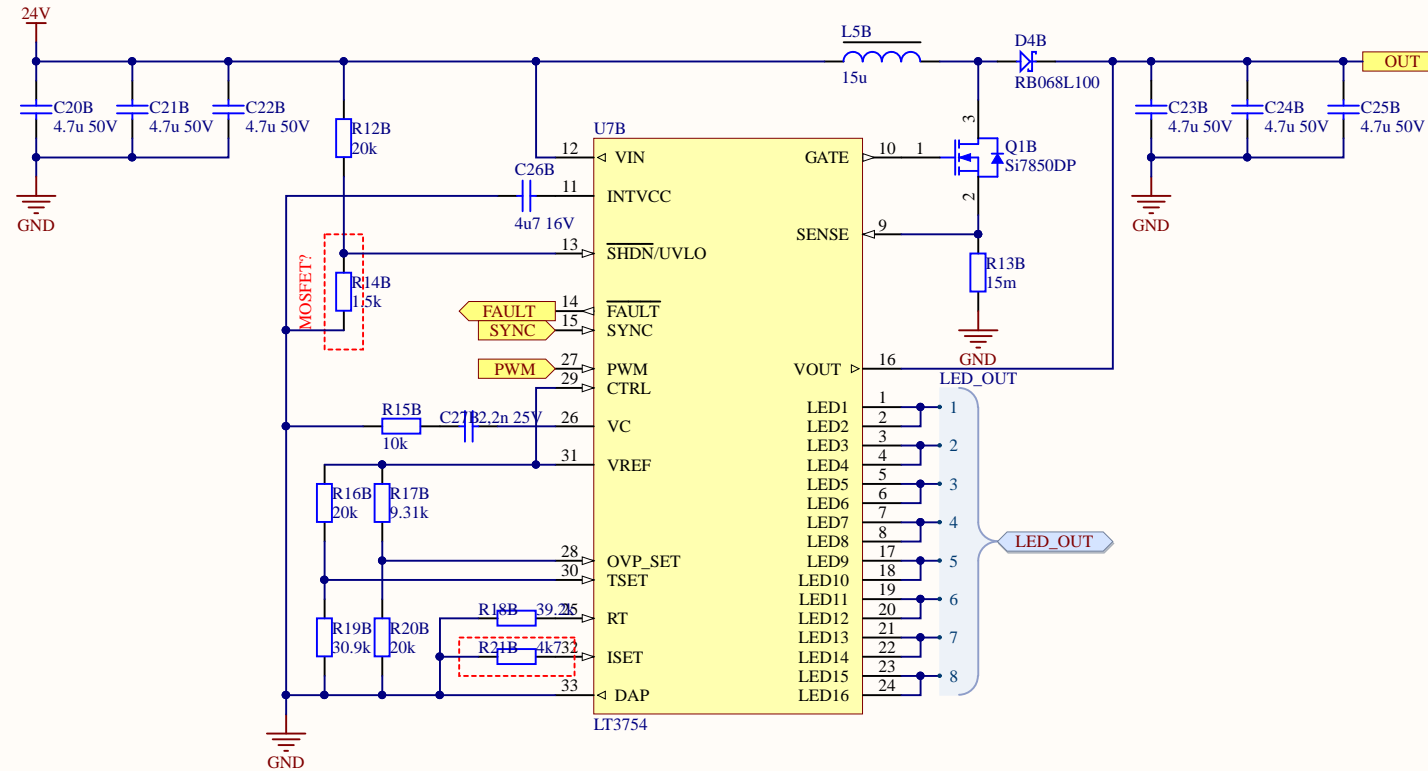 24V
C20B
4.7u 50V
C21B
4.7u 50V
C22B
4.7u 50V
GND
R12B
20k
L5B
15u
D4B
RB068L100
OUT
C23B
4.7u 50V
C24B
4.7u 50V
C25B
4.7u 50V
GND
3
1
2
Q1B
Si7850DP
R13B
15m
GND
C26B
4u7 16V
MOSFET?
R14B
1.5k
FAULT
SYNC
PWM
R15B
10k
C27B
2,2n 25V
R16B
20k
R17B
9.31k
R19B
30.9k
R20B
20k
R18B
39.2k
R21B
4k7
GND
U7B
12 VIN
11 INTVCC
13 SHDN/UVLO
14 FAULT
15 SYNC
27 PWM
29 CTRL
26 VC
31 VREF
28 OVP_SET
30 TSET
25 RT
32 ISET
33 DAP
GATE 10
SENSE 9
VOUT 16
LED1 1
LED2 2
LED3 3
LED4 4
LED5 5
LED6 6
LED7 7
LED8 8
LED9 17
LED10 18
LED11 19
LED12 20
LED13 21
LED14 22
LED15 23
LED16 24
LT3754
LED_OUT
1
2
3
4
5
6
7
8
LED_OUT